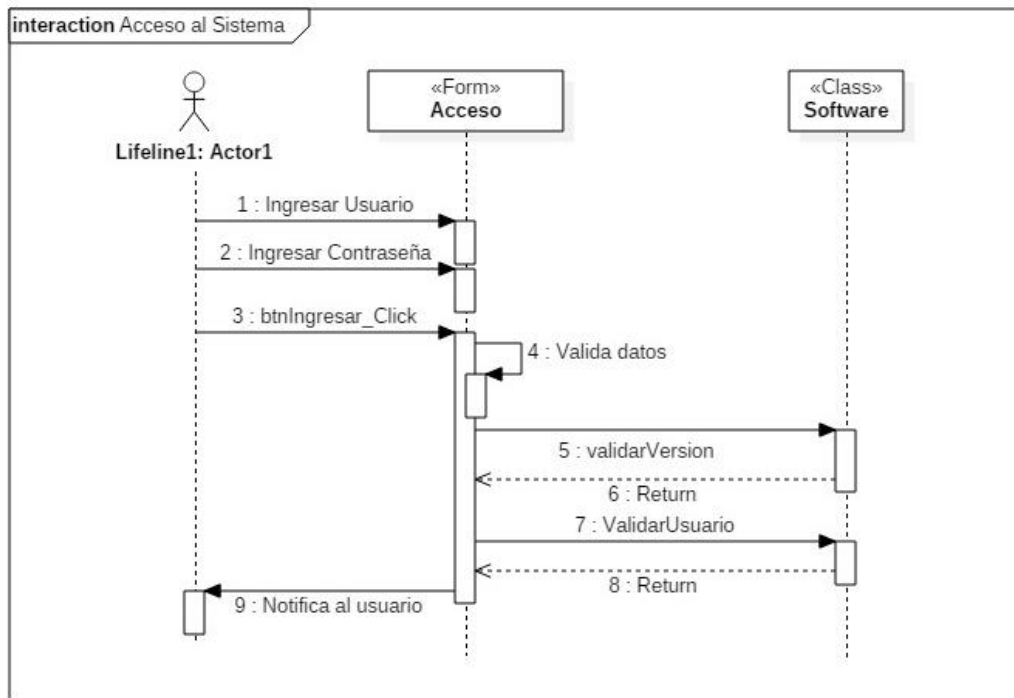 interaction Acceso al Sistema
«Form»
Acceso
«Class»
Software
Lifeline1: Actor1
1 : Ingresar Usuario
2 : Ingresar Contraseña
3 : btnIngresar_Click
4 : Valida datos
5 : validarVersion
6 : Return
7 : ValidarUsuario
8 : Return
9 : Notifica al usuario